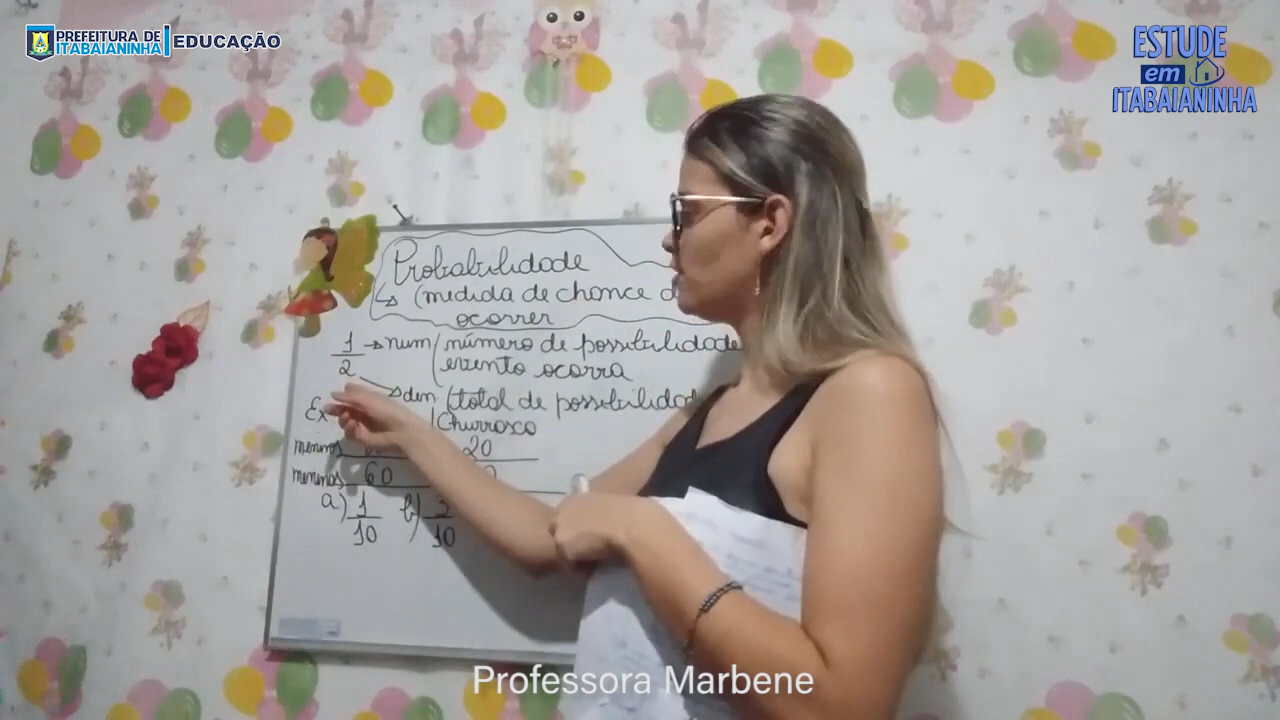 PREFEITURA DE
ITABAIANINHA
EDUCAÇÃO
ESTUDE
em
ITABAIANINHA
Probabilidade
(medida de chance
ocorrer
1/2 → num (número de possibilidade
evento ocorra
den (total de possibilidad
Ex
Churrasco
meninos 20
meninas 60
a) 1/10 b) 2/10
Professora Marbene